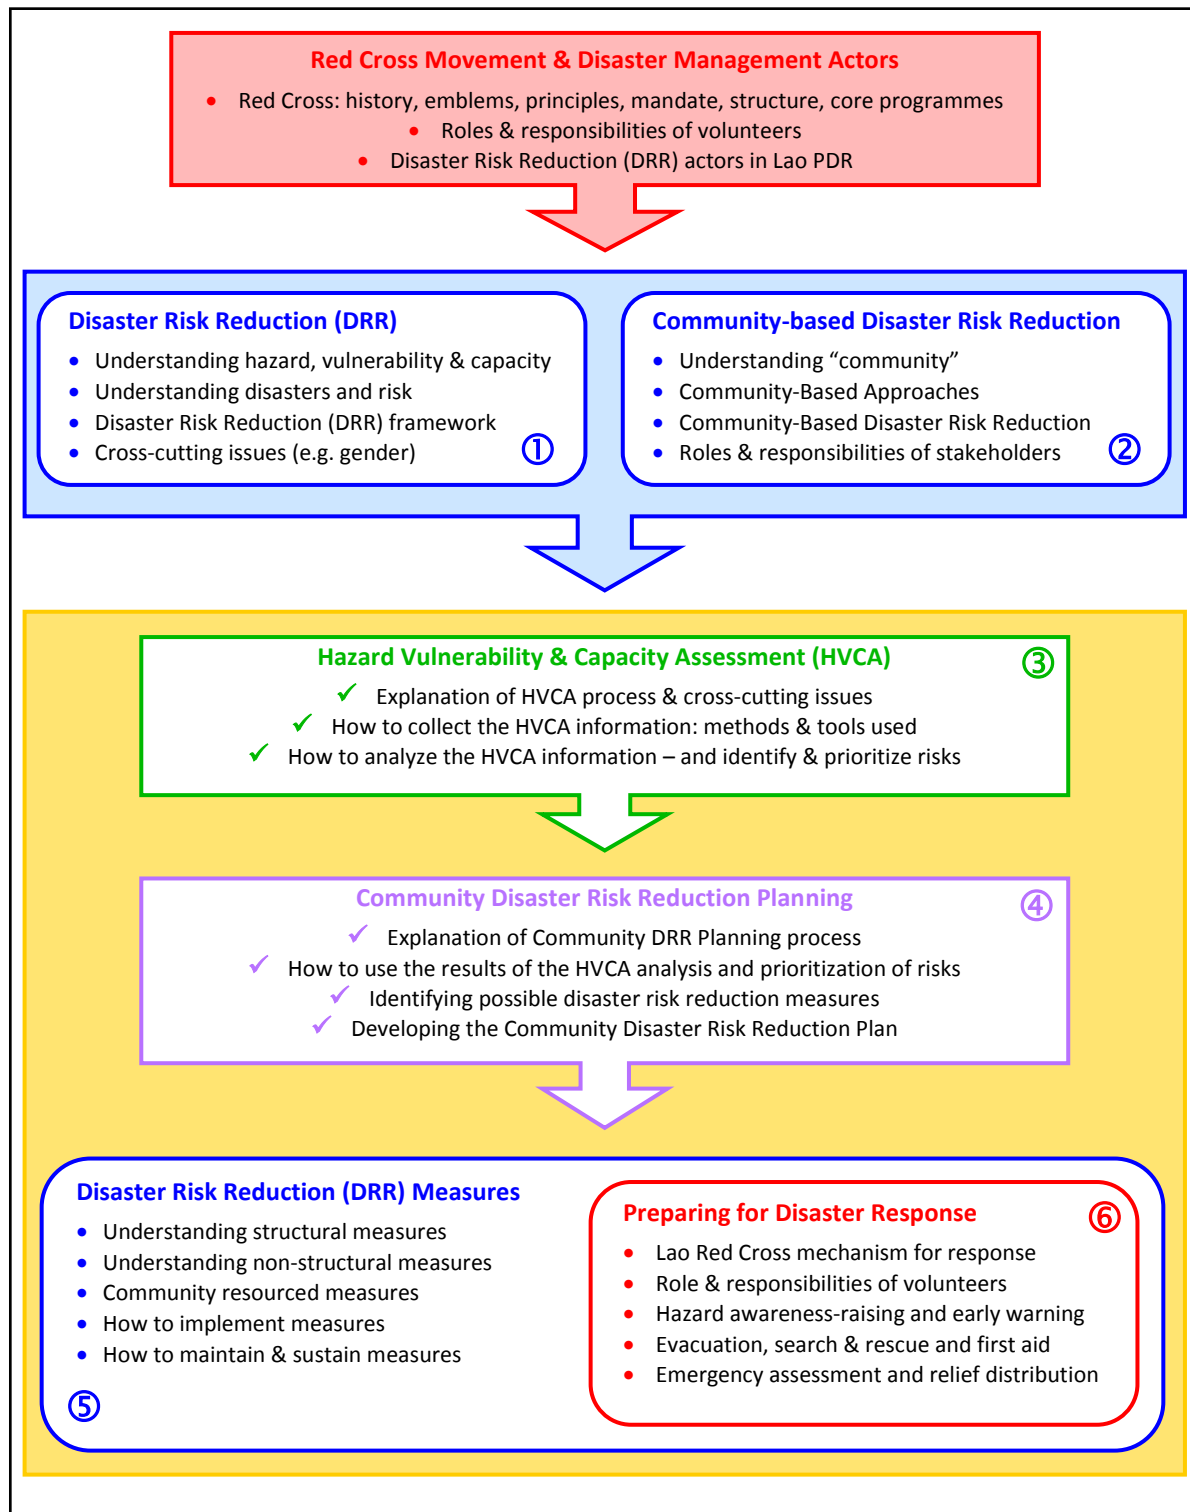 Red Cross Movement & Disaster Management Actors
• Red Cross: history, emblems, principles, mandate, structure, core programmes
• Roles & responsibilities of volunteers
• Disaster Risk Reduction (DRR) actors in Lao PDR
Disaster Risk Reduction (DRR)
• Understanding hazard, vulnerability & capacity
• Understanding disasters and risk
• Disaster Risk Reduction (DRR) framework
• Cross-cutting issues (e.g. gender)
①
Community-based Disaster Risk Reduction
• Understanding “community”
• Community-Based Approaches
• Community-Based Disaster Risk Reduction
• Roles & responsibilities of stakeholders
②
Hazard Vulnerability & Capacity Assessment (HVCA)
③
✓ Explanation of HVCA process & cross-cutting issues
✓ How to collect the HVCA information: methods & tools used
✓ How to analyze the HVCA information – and identify & prioritize risks
Community Disaster Risk Reduction Planning
④
✓ Explanation of Community DRR Planning process
✓ How to use the results of the HVCA analysis and prioritization of risks
✓ Identifying possible disaster risk reduction measures
✓ Developing the Community Disaster Risk Reduction Plan
Disaster Risk Reduction (DRR) Measures
• Understanding structural measures
• Understanding non-structural measures
• Community resourced measures
• How to implement measures
• How to maintain & sustain measures
⑤
Preparing for Disaster Response
⑥
• Lao Red Cross mechanism for response
• Role & responsibilities of volunteers
• Hazard awareness-raising and early warning
• Evacuation, search & rescue and first aid
• Emergency assessment and relief distribution